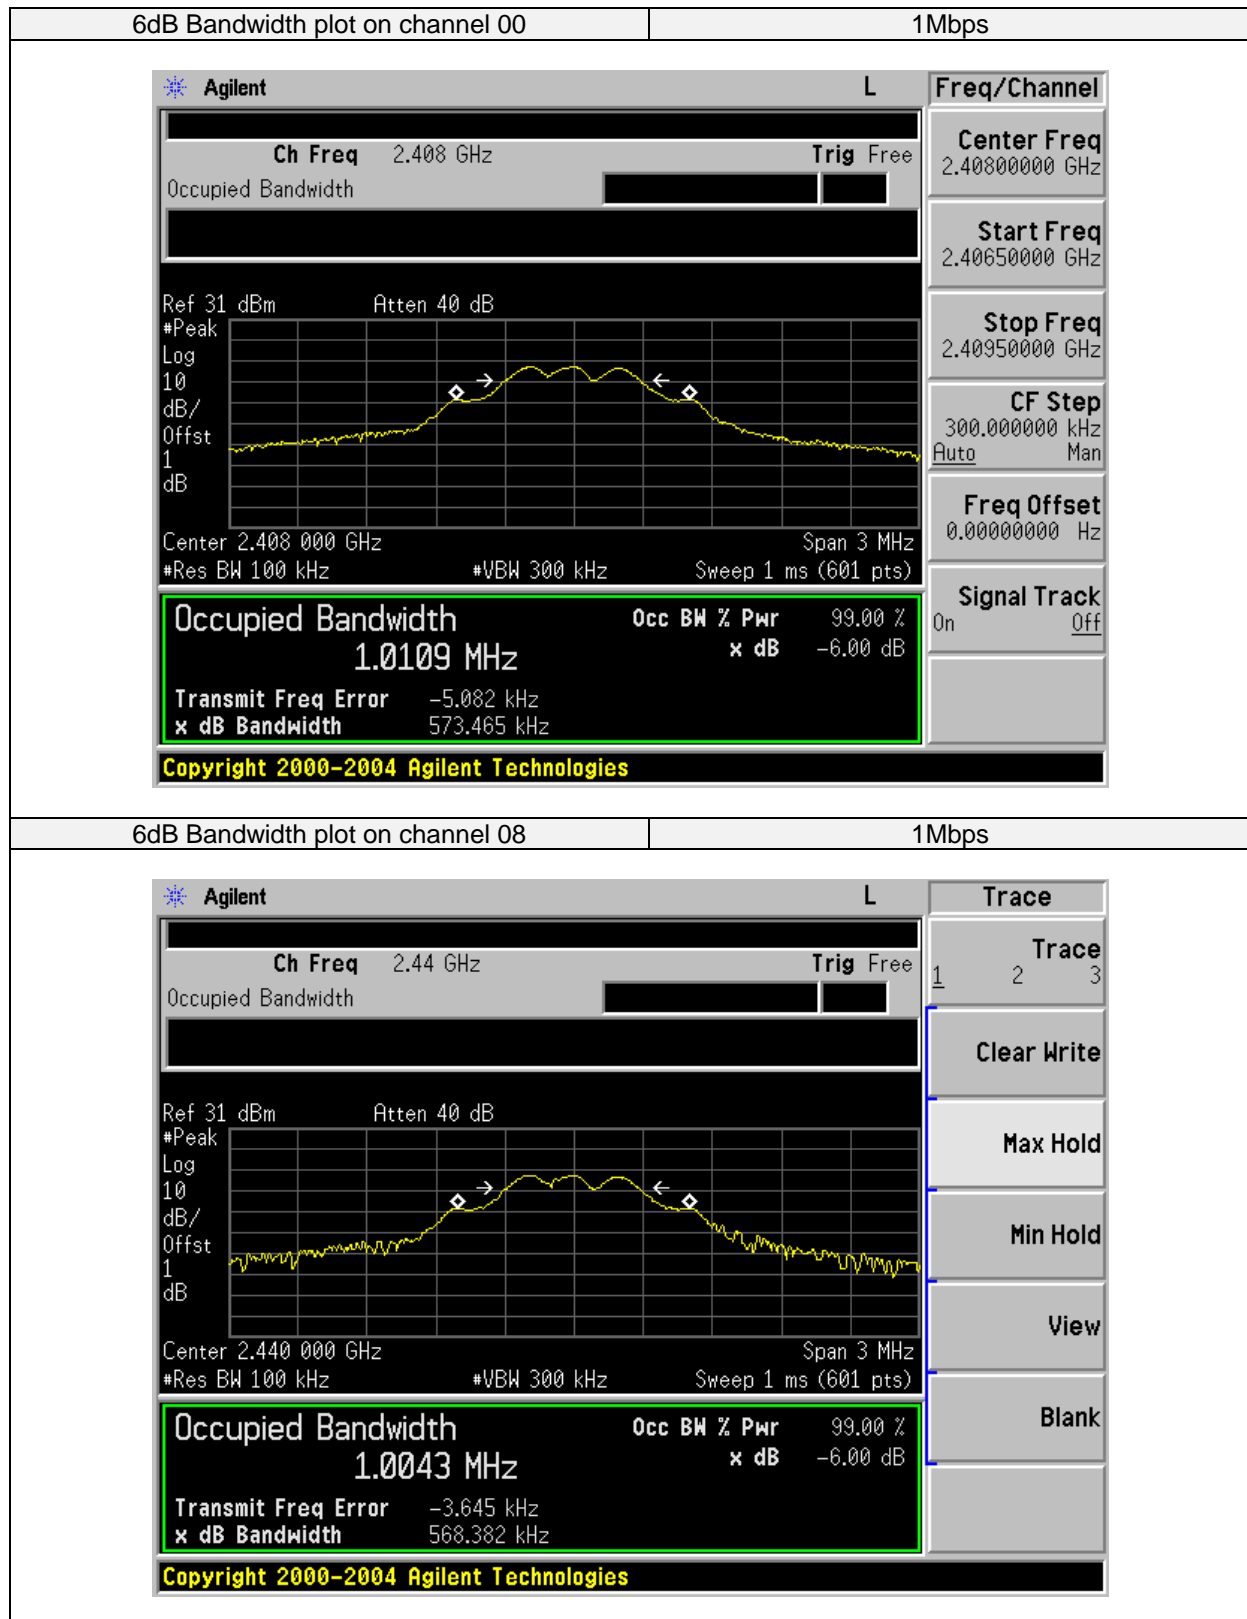 6dB Bandwidth plot on channel 00 1Mbps
Agilent L Freq/Channel
Ch Freq 2.408 GHz Trig Free
Occupied Bandwidth
Center Freq
2.40800000 GHz
Start Freq
2.40650000 GHz
Stop Freq
2.40950000 GHz
CF Step
300.000000 kHz
Auto Man
Freq Offset
0.00000000 Hz
Signal Track
On Off
Ref 31 dBm Atten 40 dB
#Peak
Log
10
dB/
Offst
1
dB
Center 2.408 000 GHz Span 3 MHz
#Res BW 100 kHz #VBW 300 kHz Sweep 1 ms (601 pts)
Occupied Bandwidth Occ BW % Pwr 99.00 %
1.0109 MHz x dB -6.00 dB
Transmit Freq Error -5.082 kHz
x dB Bandwidth 573.465 kHz
Copyright 2000-2004 Agilent Technologies
6dB Bandwidth plot on channel 08 1Mbps
Agilent L Trace
Ch Freq 2.44 GHz Trig Free
Occupied Bandwidth
Trace
1 2 3
Clear Write
Max Hold
Min Hold
View
Blank
Ref 31 dBm Atten 40 dB
#Peak
Log
10
dB/
Offst
1
dB
Center 2.440 000 GHz Span 3 MHz
#Res BW 100 kHz #VBW 300 kHz Sweep 1 ms (601 pts)
Occupied Bandwidth Occ BW % Pwr 99.00 %
1.0043 MHz x dB -6.00 dB
Transmit Freq Error -3.645 kHz
x dB Bandwidth 568.382 kHz
Copyright 2000-2004 Agilent Technologies